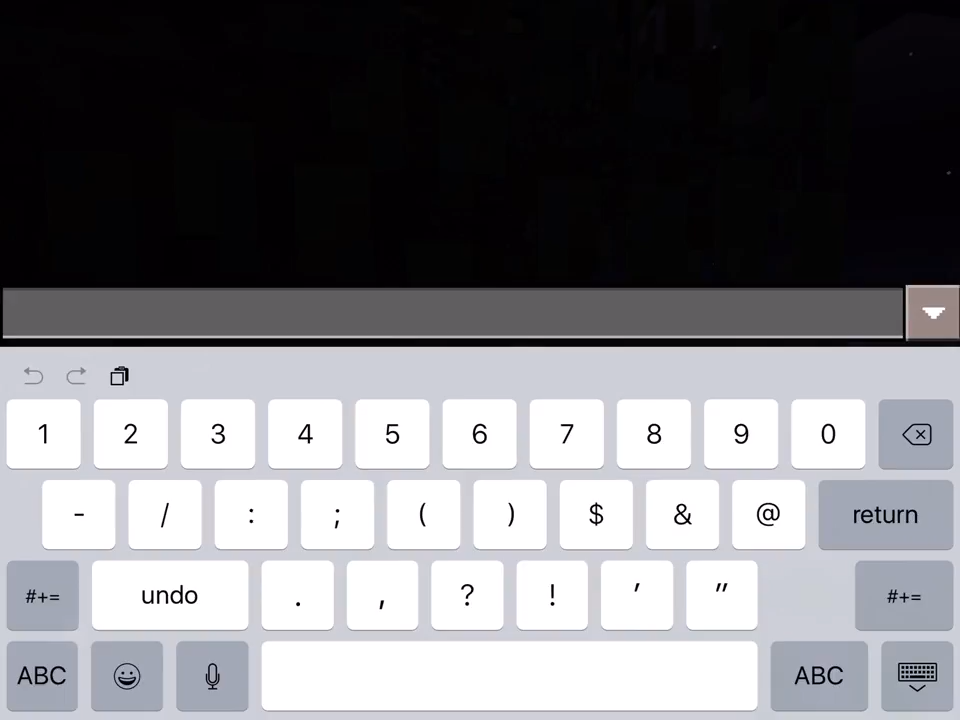 1 2 3 4 5 6 7 8 9 0
- / : ; ( ) $ & @ return
#+= undo . , ? ! ′ ″ #+=
ABC ABC